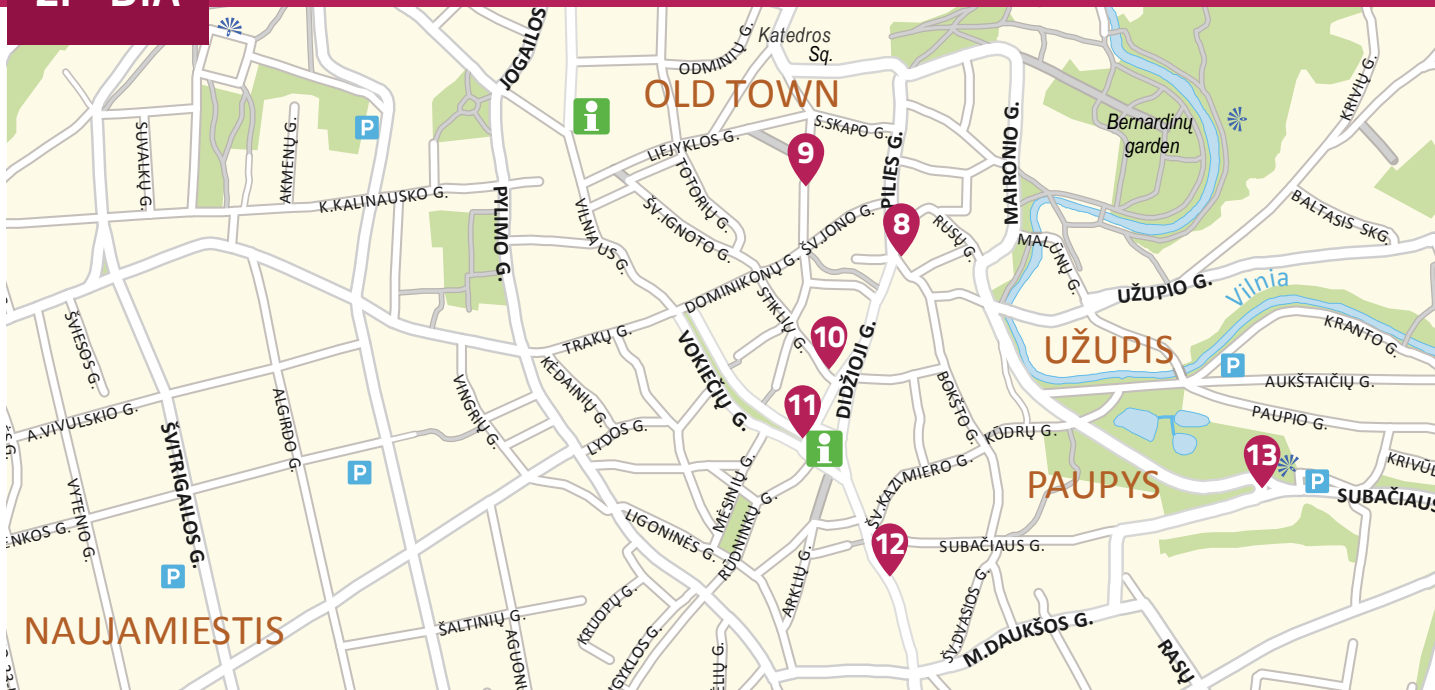 JOGAILOS
Katedros
Sq.
ODMINIŲ G.
OLD TOWN
KRIVIŲ G.
P
i
SUVALKŲ G.
AKMENŲ G.
S.SKAPO G.
LIEJYKLOS G.
9
PILIES G.
MAIRONIO G.
Bernardinų
garden
K.KALINAUSKO G.
PYLIMO G.
TOTORIŲ G.
ŠV.IGNOTO G.
VILNIAUS G.
ŠV.JONO G.
8
RUSŲ G.
BALTASIS SKG.
MALŪNŲ G.
DOMINIKONŲ G.
UŽUPIO G.
Vilnia
ŠVIESOS G.
STIKLIŲ G.
TRAKŲ G.
10
DIDŽIOJI G.
UŽUPIS
KRANTO G.
VOKIEČIŲ G.
KĖDAINIŲ G.
VINGRIŲ G.
BOKŠTO G.
P
AUKŠTAIČIŲ G.
ALGIRDO G.
A.VIVULSKIO G.
11
PAUPIO G.
ŠVITRIGAILOS G.
LYDOS G.
i
KŪDRŲ G.
13
P
MĖSINIŲ G.
ŠV.KAZIMIERO G.
PAUPYS
P
SUBAČIAUS
VYTENIO G.
RŪDNINKŲ G.
LIGONINĖS G.
12
SUBAČIAUS G.
P
ARKLIŲ G.
ŠV.DVASIOS G.
KRUOPŲ G.
ŠALTINIŲ G.
NAUJAMIESTIS
M.DAUKŠOS G.
RASŲ